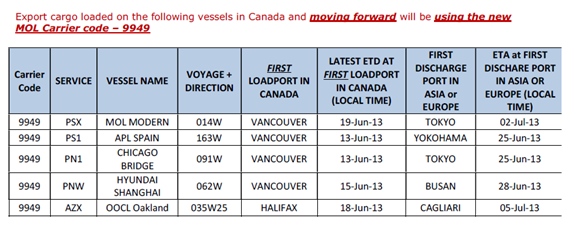 Export cargo loaded on the following vessels in Canada and moving forward will be using the new
MOL Carrier code – 9949
Carrier Code SERVICE VESSEL NAME VOYAGE + DIRECTION FIRST LOADPORT IN CANADA LATEST ETD AT FIRST LOADPORT IN CANADA (LOCAL TIME) FIRST DISCHARGE PORT IN ASIA or EUROPE ETA at FIRST DISCHARE PORT IN ASIA OR EUROPE (LOCAL TIME)
9949 PSX MOL MODERN 014W VANCOUVER 19-Jun-13 TOKYO 02-Jul-13
9949 PS1 APL SPAIN 163W VANCOUVER 13-Jun-13 YOKOHAMA 25-Jun-13
9949 PN1 CHICAGO BRIDGE 091W VANCOUVER 13-Jun-13 TOKYO 25-Jun-13
9949 PNW HYUNDAI SHANGHAI 062W VANCOUVER 15-Jun-13 BUSAN 28-Jun-13
9949 AZX OOCL Oakland 035W25 HALIFAX 18-Jun-13 CAGLIARI 05-Jul-13